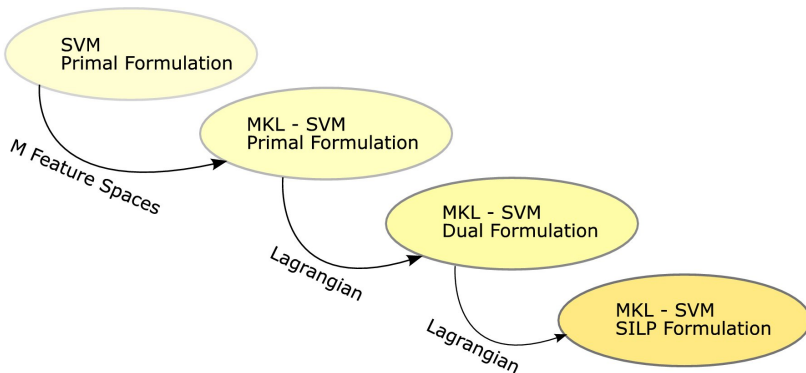 SVM
Primal Formulation
M Feature Spaces
MKL - SVM
Primal Formulation
Lagrangian
MKL - SVM
Dual Formulation
Lagrangian
MKL - SVM
SILP Formulation